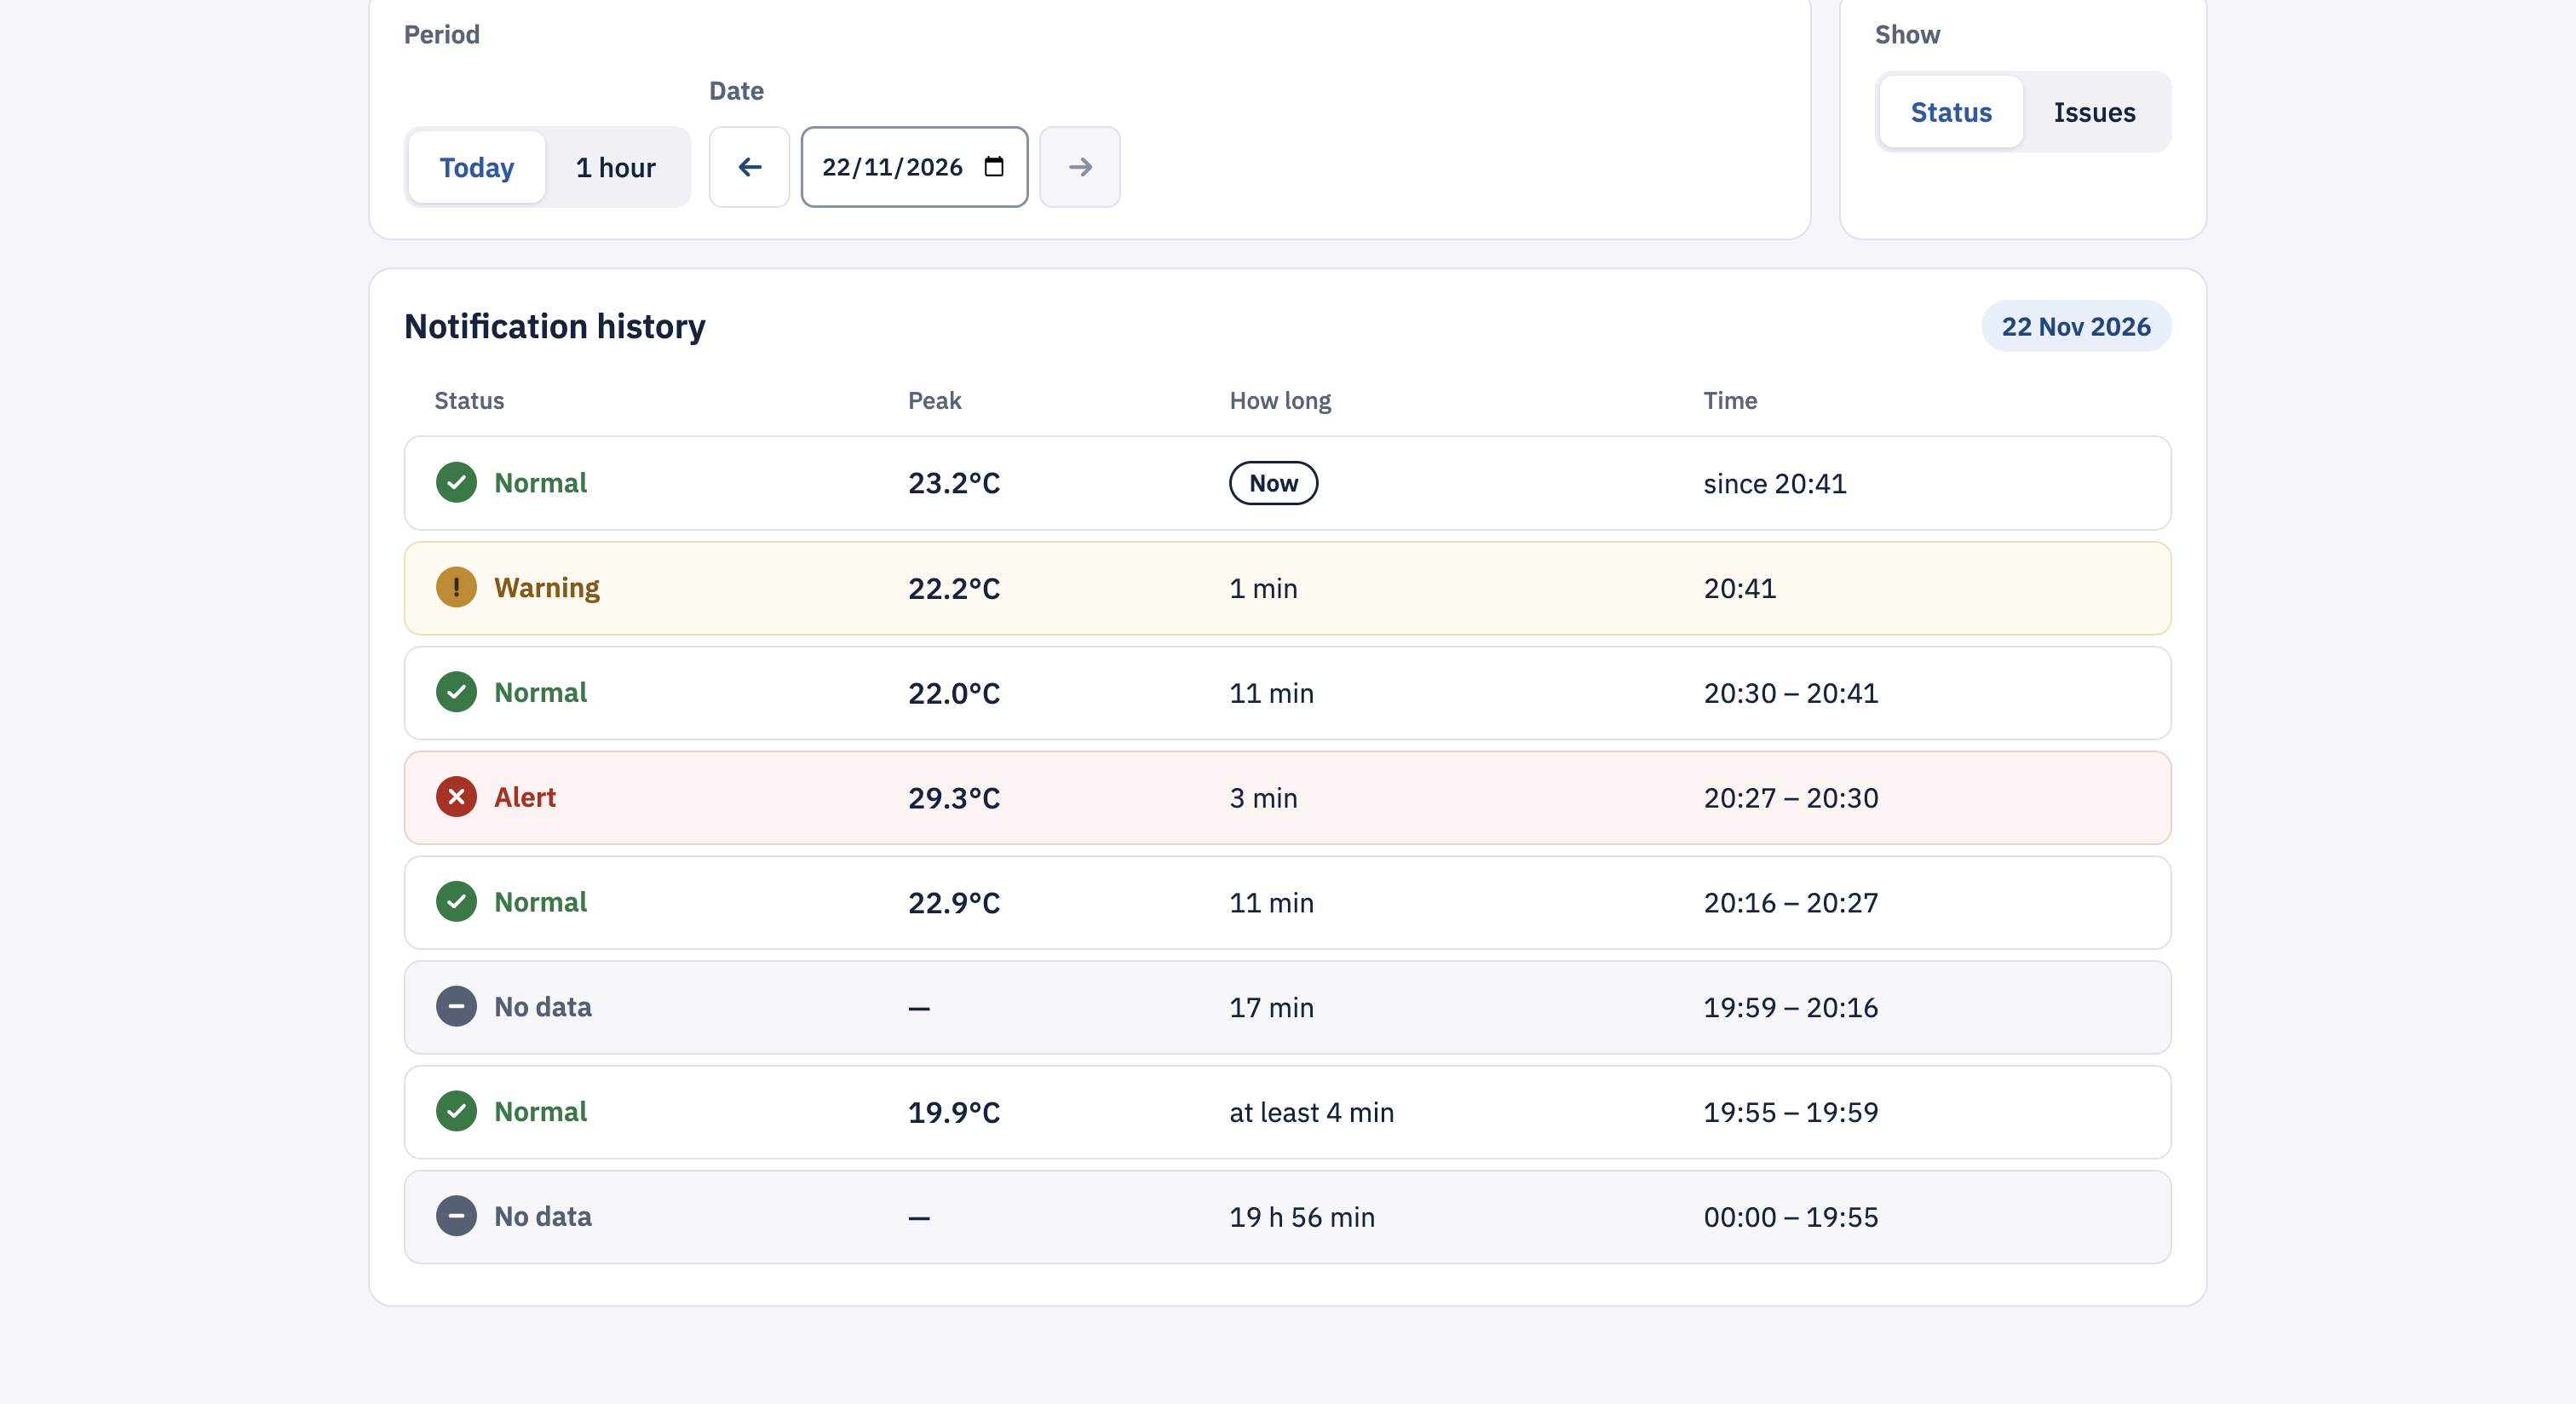 Period
Date
Today 1 hour 22/11/2026
Show
Status Issues
Notification history 22 Nov 2026
Status Peak How long Time
Normal 23.2°C Now since 20:41
Warning 22.2°C 1 min 20:41
Normal 22.0°C 11 min 20:30 – 20:41
Alert 29.3°C 3 min 20:27 – 20:30
Normal 22.9°C 11 min 20:16 – 20:27
No data — 17 min 19:59 – 20:16
Normal 19.9°C at least 4 min 19:55 – 19:59
No data — 19 h 56 min 00:00 – 19:55